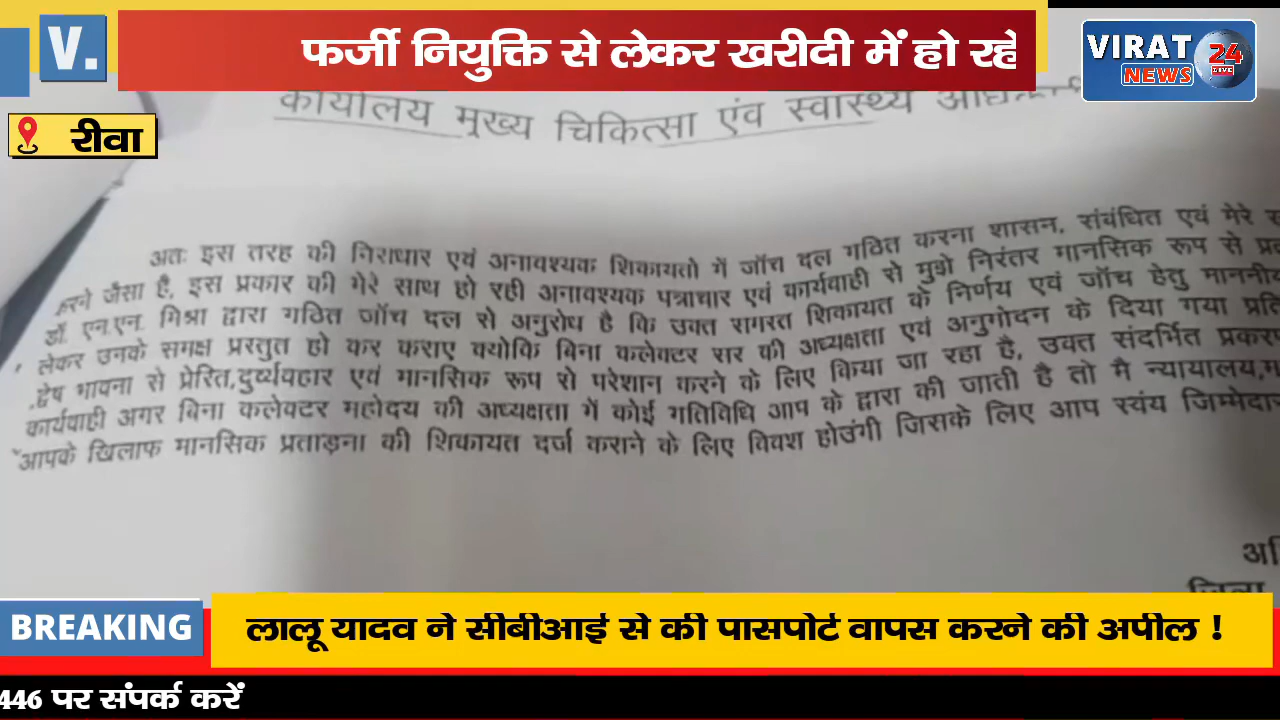 V.
फर्जी नियुक्ति से लेकर खरीदी में हो रहे
VIRAT 24
NEWS LIVE
रीवा
कार्यालय मुख्य चिकित्सा एंव स्वास्थ्य
अतः इस तरह की निराधार एवं अनावश्यक शिकायतो में जॉच दल गठित करना शासन, संबंधित एवं मेरे
करने जैसा है, इस प्रकार की मेरे साथ हो रही अनावश्यक पत्राचार एवं कार्यवाही से मुझे निरंतर मानसिक रूप से
डॉ. एन.एन. मिश्रा द्वारा गठित जॉच दल से अनुरोध है कि उक्त रागरत शिकायत के निर्णय एवं जॉच हेतु
लेकर उनके समक्ष प्रस्तुत हो कर कराए क्योकि बिना कलेक्टर सर की अध्यक्षता एवं अनुमोदन के दिया गया
द्वेष भावना से प्रेरित,दुर्व्यवहार एवं मानसिक रूप से परेशान करने के लिए किया जा रहा है, उक्त संदर्भित
कार्यवाही अगर बिना कलेक्टर महोदय की अध्यक्षता में कोई गतिविधि आप के द्वारा की जाती है तो मै न्यायालय,
आपके खिलाफ मानसिक प्रताड़ना की शिकायत दर्ज कराने के लिए विवश होउंगी जिसके लिए आप स्वंय
BREAKING
लालू यादव ने सीबीआई से की पासपोर्ट वापस करने की अपील !
446 पर संपर्क करें